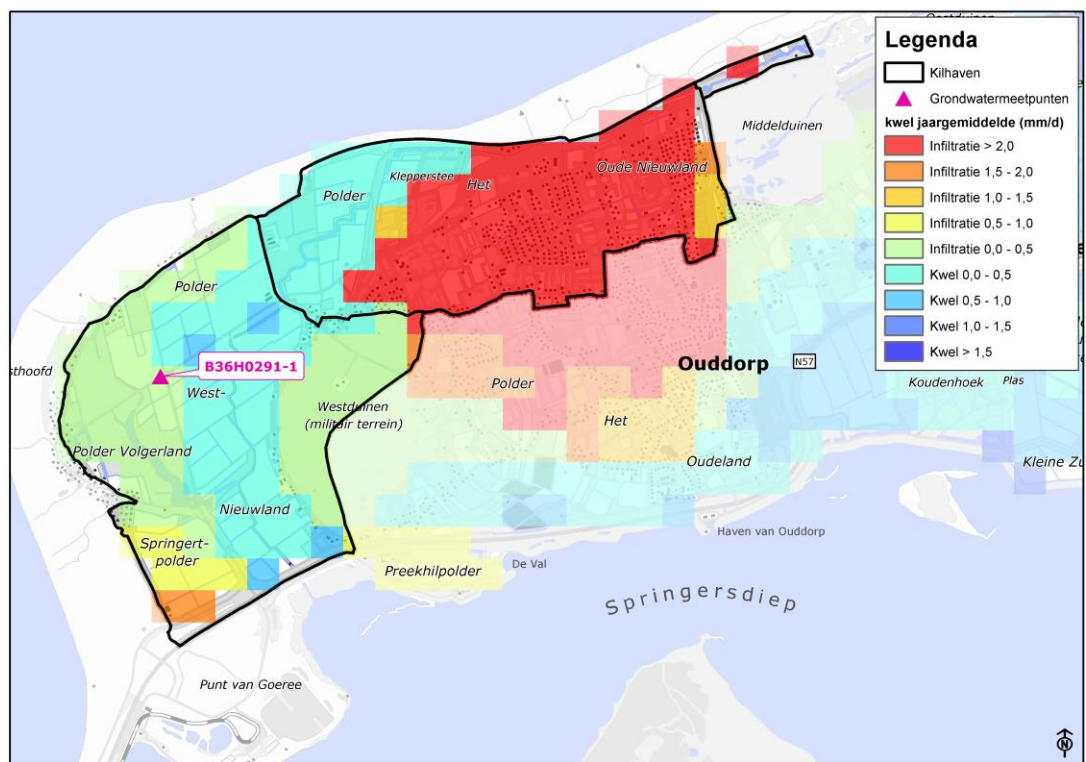 Oostduinen
Legenda
Kilhaven
Grondwatermeetpunten
kwel jaargemiddelde (mm/d)
Infiltratie > 2,0
Infiltratie 1,5 - 2,0
Infiltratie 1,0 - 1,5
Infiltratie 0,5 - 1,0
Infiltratie 0,0 - 0,5
Kwel 0,0 - 0,5
Kwel 0,5 - 1,0
Kwel 1,0 - 1,5
Kwel > 1,5
Middelduinen
Oude Nieuwland
Klepperstee
Het
Polder
Polder
B36H0291-1
sthoofd
West-
Ouddorp
N57
Polder
Koudenhoek
Plas
Westduinen
(militair terrein)
Het
Polder Volgerland
Oudeland
Kleine Zu
Nieuwland
Haven van Ouddorp
Springert-
polder
De Val
Preekhilpolder
Springersdiep
Punt van Goeree
N